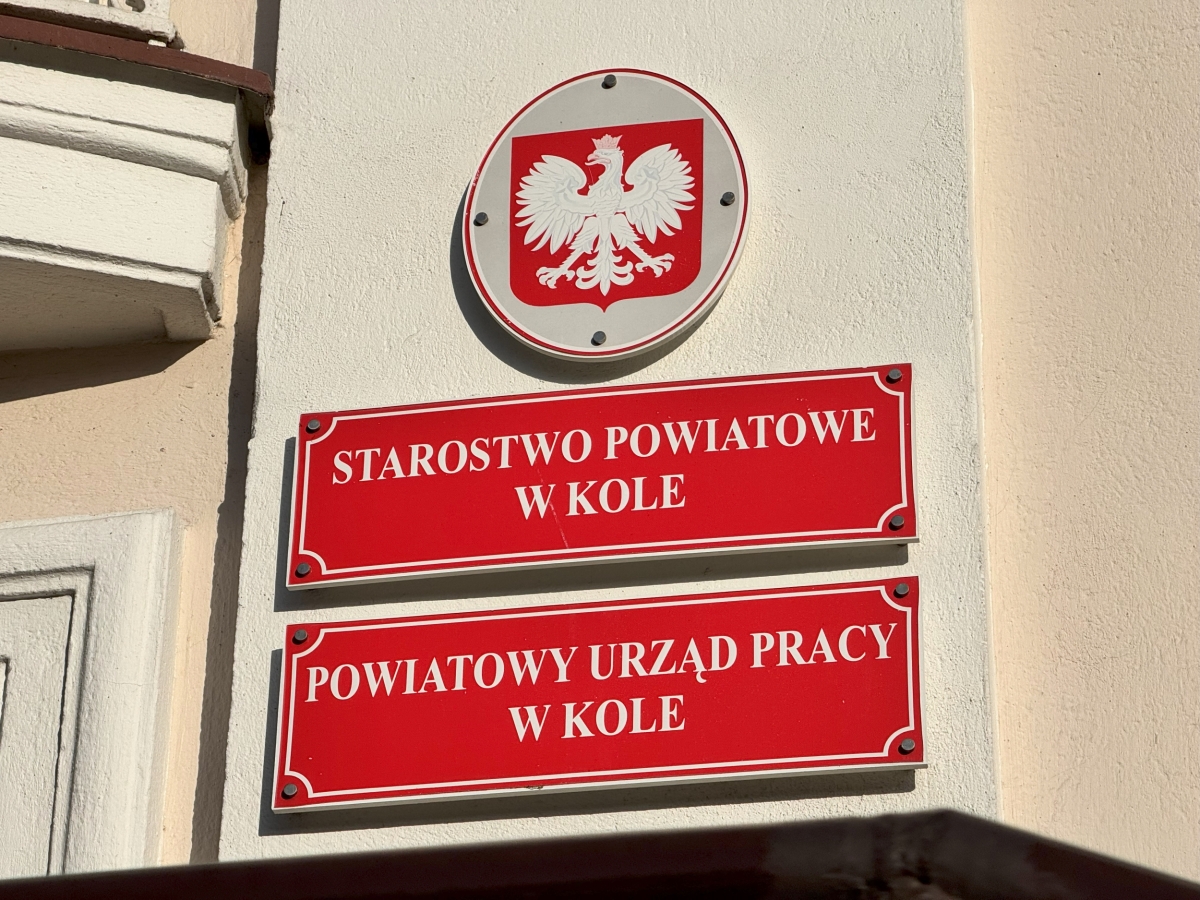 STAROSTWO POWIATOWE
W KOLE
POWIATOWY URZĄD PRACY
W KOLE